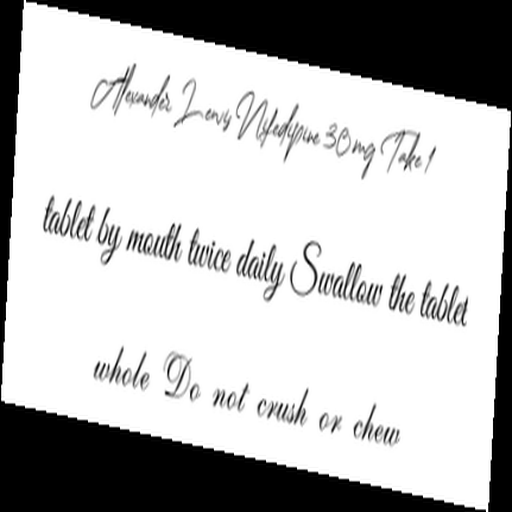 Alexander Lewis Nifedipine 30mg Take 1
tablet by mouth twice daily Swallow the tablet
whole Do not crush or chew